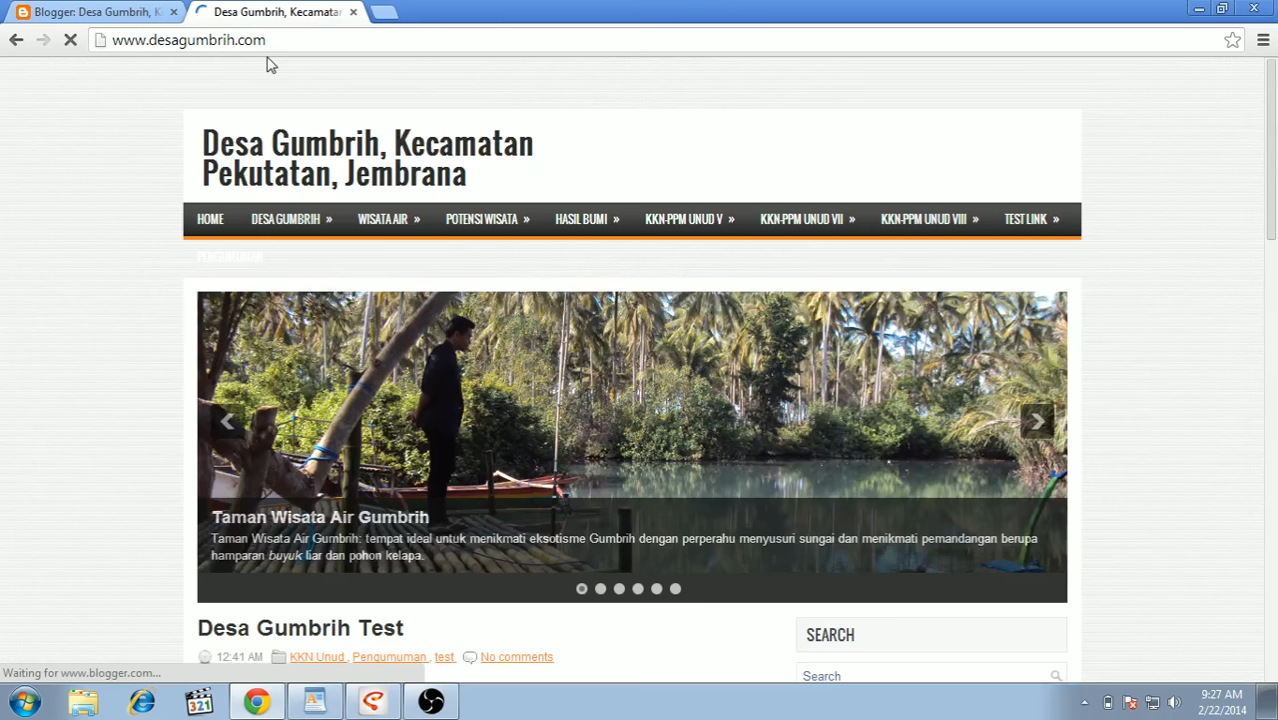 Blogger: Desa Gumbrih, K
Desa Gumbrih, Kecamatar
www.desagumbrih.com
Desa Gumbrih, Kecamatan
Pekutatan, Jembrana
HOME DESA GUMBRIH » WISATA AIR » POTENSI WISATA » HASIL BUMI » KKN-PPM UNUD V » KKN-PPM UNUD VII » KKN-PPM UNUD VIII » TEST LINK »
PENGUMUMAN
Taman Wisata Air Gumbrih
Taman Wisata Air Gumbrih: tempat ideal untuk menikmati eksotisme Gumbrih dengan perperahu menyusuri sungai dan menikmati pemandangan berupa
hamparan buyuk liar dan pohon kelapa.
Desa Gumbrih Test
12:41 AM KKN Unud , Pengumuman , test No comments
SEARCH
Search
Waiting for www.blogger.com...
321
9:27 AM
2/22/2014